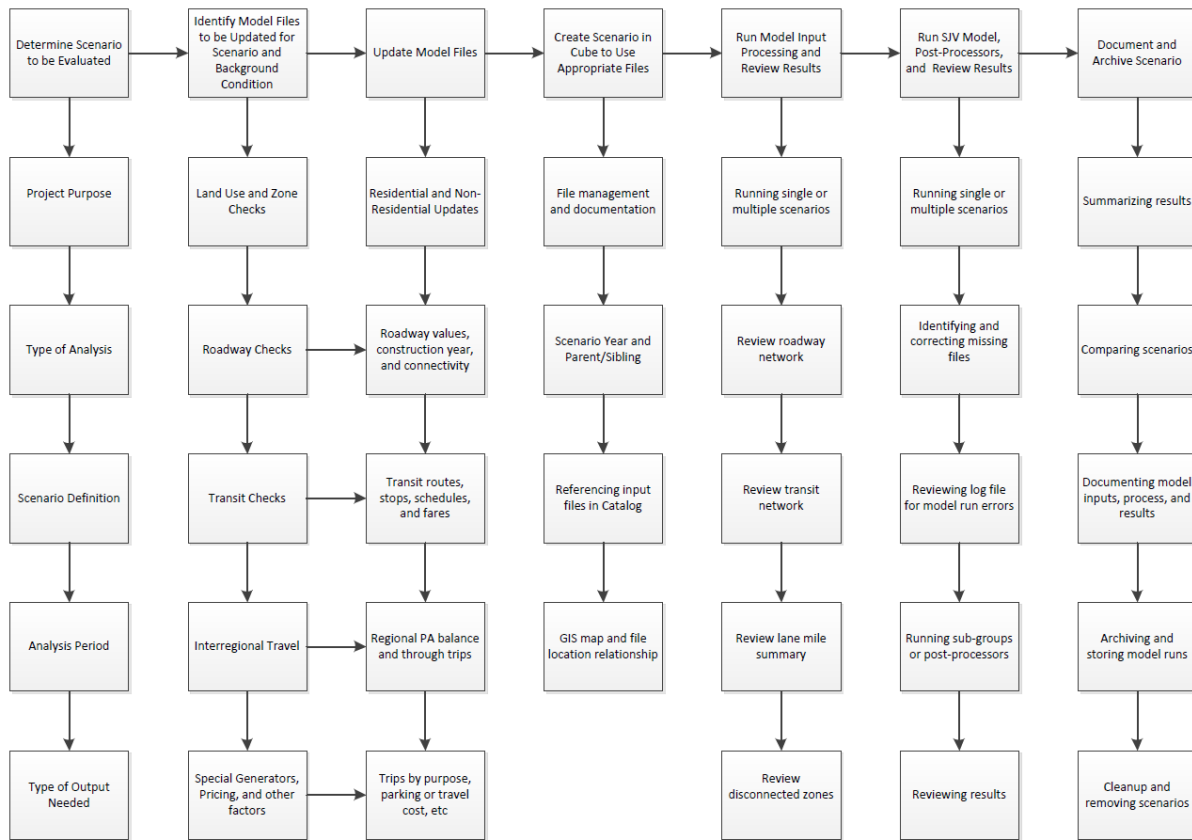 Determine Scenario
to be Evaluated
Identify Model Files
to be Updated for
Scenario and
Background
Condition
Update Model Files
Create Scenario in
Cube to Use
Appropriate Files
Run Model Input
Processing and
Review Results
Run SJV Model,
Post-Processors,
and Review Results
Document and
Archive Scenario
Project Purpose
Land Use and Zone
Checks
Residential and Non-
Residential Updates
File management
and documentation
Running single or
multiple scenarios
Running single or
multiple scenarios
Summarizing results
Type of Analysis
Roadway Checks
Roadway values,
construction year,
and connectivity
Scenario Year and
Parent/Sibling
Review roadway
network
Identifying and
correcting missing
files
Comparing scenarios
Scenario Definition
Transit Checks
Transit routes,
stops, schedules,
and fares
Referencing input
files in Catalog
Review transit
network
Reviewing log file
for model run errors
Documenting model
inputs, process, and
results
Analysis Period
Interregional Travel
Regional PA balance
and through trips
GIS map and file
location relationship
Review lane mile
summary
Running sub-groups
or post-processors
Archiving and
storing model runs
Type of Output
Needed
Special Generators,
Pricing, and other
factors
Trips by purpose,
parking or travel
cost, etc
Review
disconnected zones
Reviewing results
Cleanup and
removing scenarios